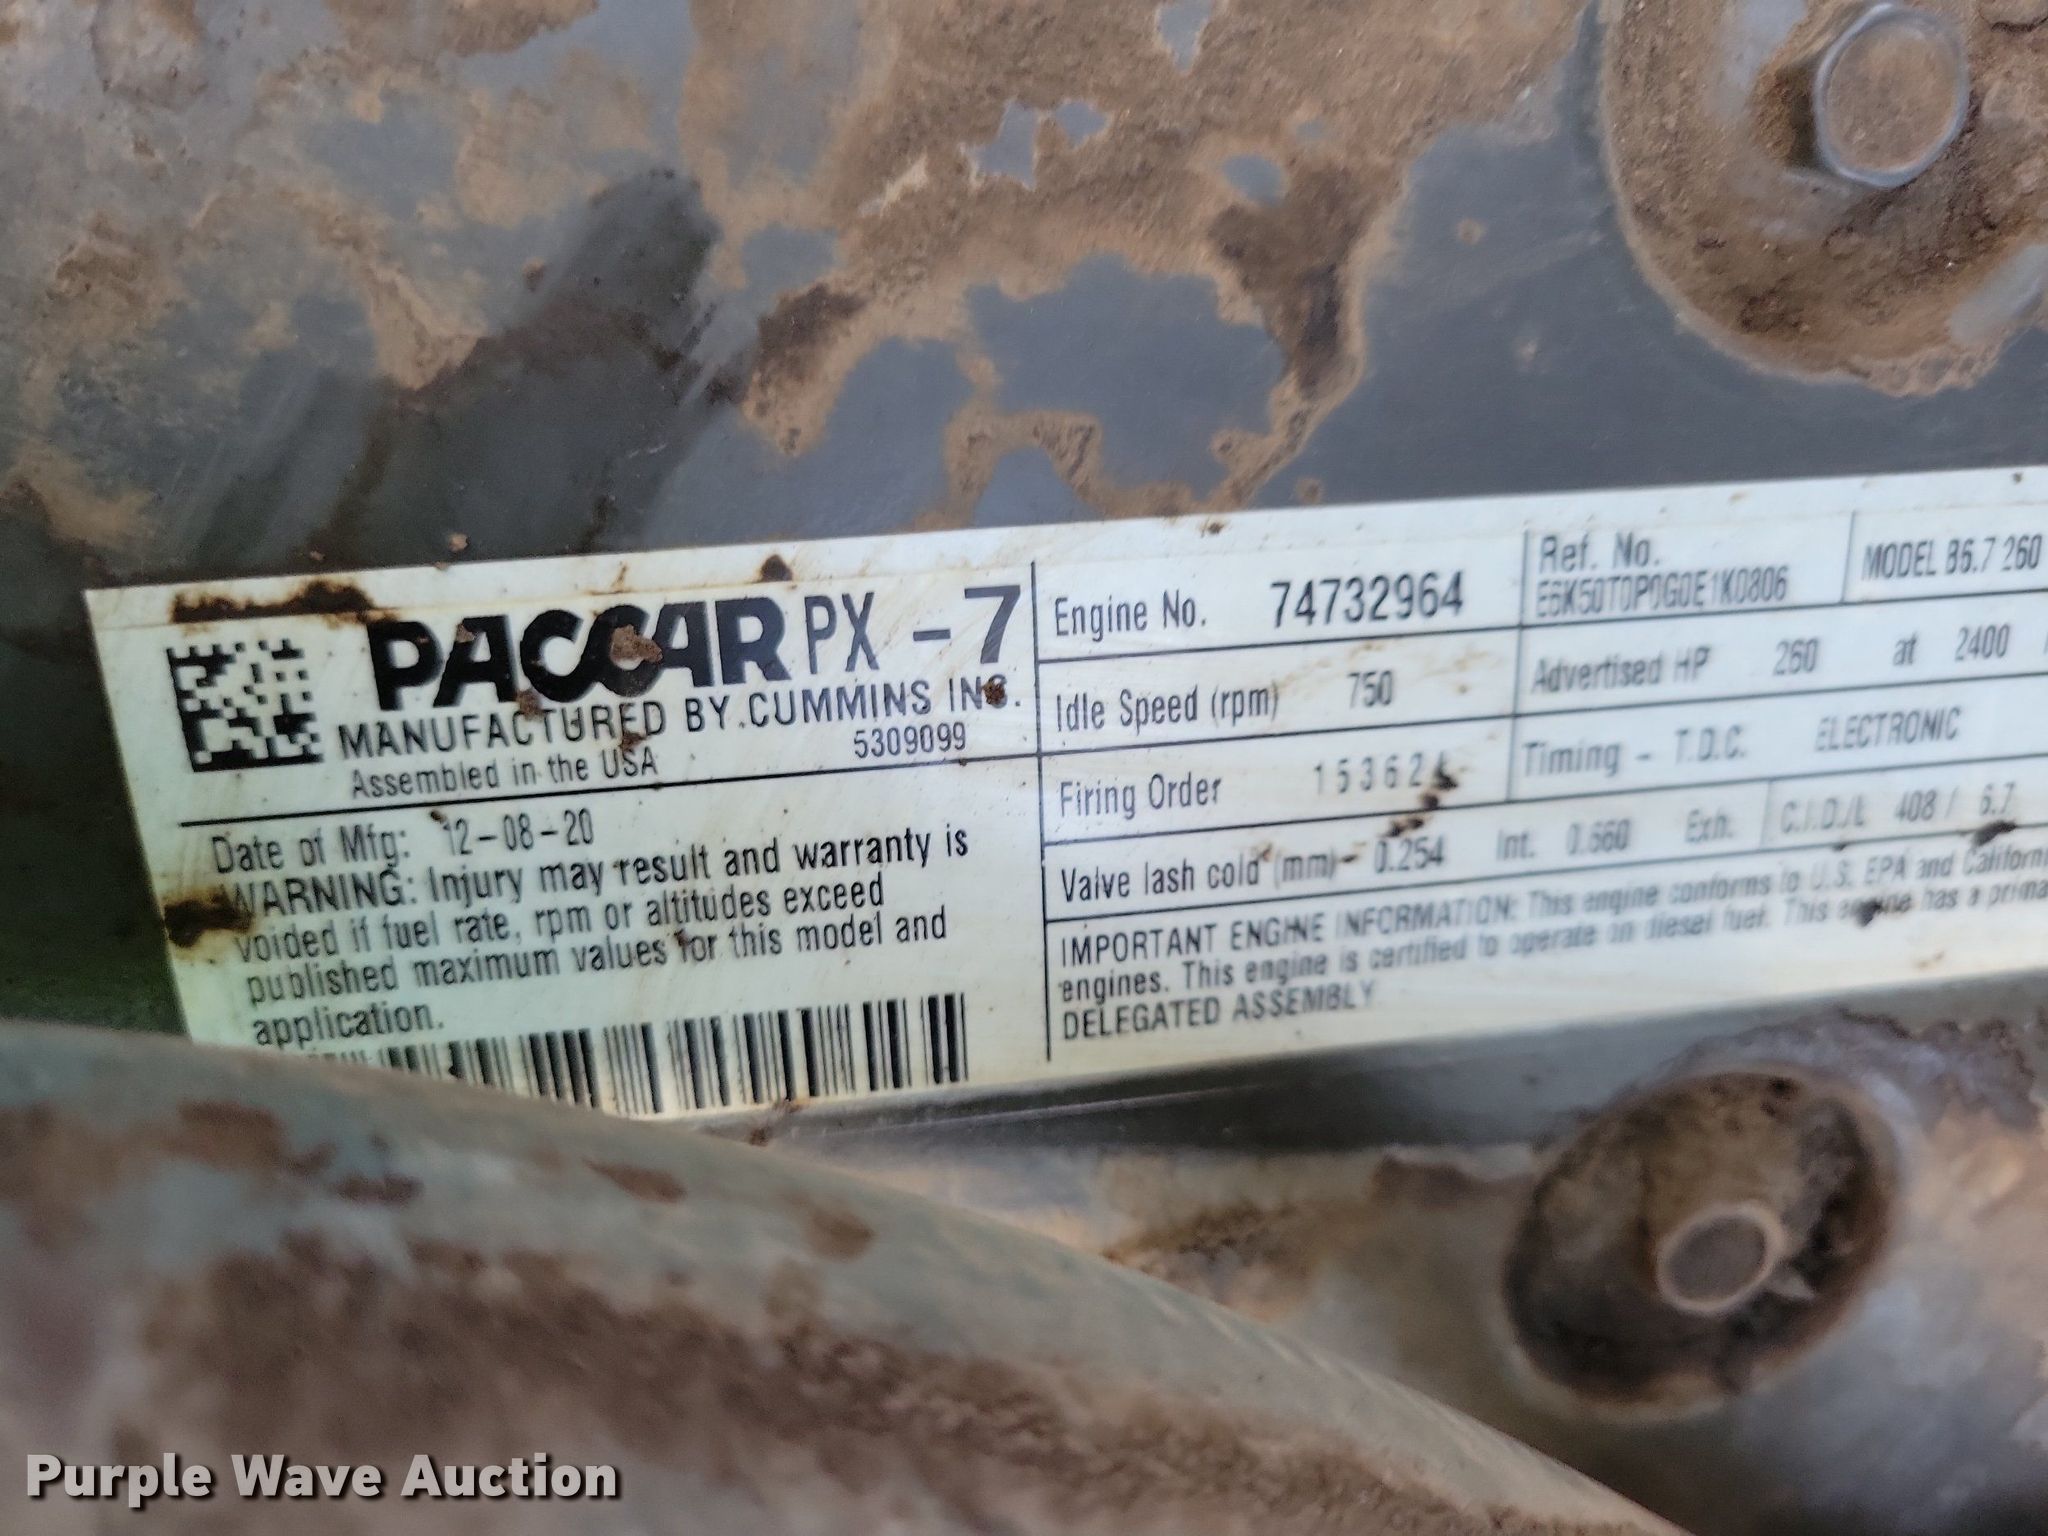 PACCAR PX - 7
MANUFACTURED BY CUMMINS INC.
Assembled in the USA 5309099
Date of Mfg: 12-08-20
WARNING: Injury may result and warranty is
voided if fuel rate, rpm or altitudes exceed
published maximum values for this model and
application.
Engine No. 74732964
Ref. No.
E6K50T0P0G0E1K0806
MODEL B6.7 260
Idle Speed (rpm) 750
Advertised HP 260 at 2400
Firing Order 153624
Timing - T.D.C. ELECTRONIC
Valve lash cold (mm) - 0.254 Int. 0.660 Exh.
C.I.D./L 408 / 6.7
IMPORTANT ENGINE INFORMATION: This engine conforms to U.S. EPA and
engines. This engine is certified to operate on diesel fuel. This engine has a
DELEGATED ASSEMBLY
Purple Wave Auction